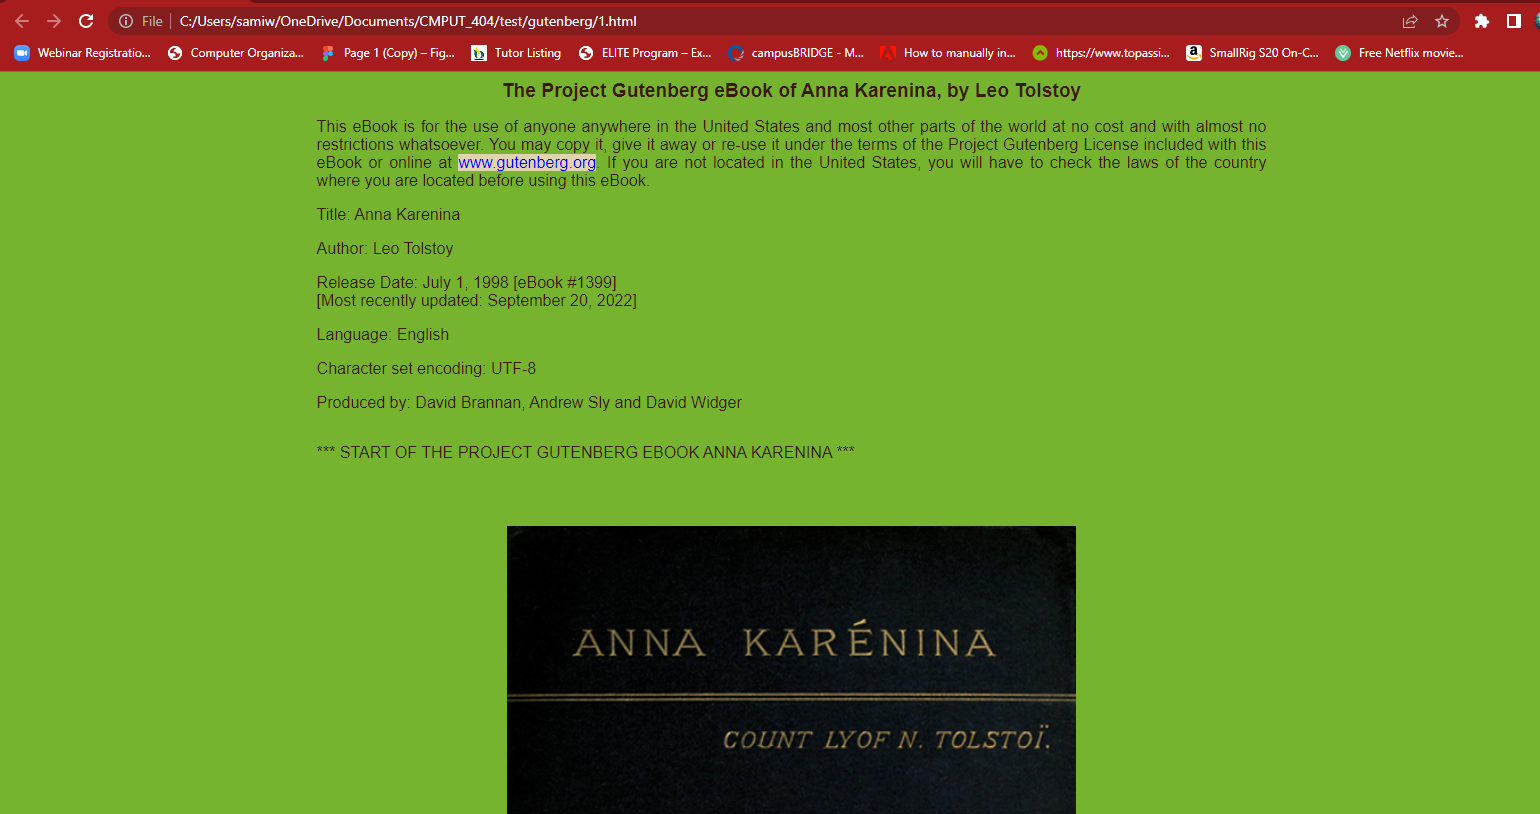 File
C:/Users/samiw/OneDrive/Documents/CMPUT_404/test/gutenberg/1.html
Webinar Registratio...
Computer Organiza...
Page 1 (Copy) – Fig...
Tutor Listing
ELITE Program – Ex...
campusBRIDGE - M...
How to manually in...
https://www.topassi...
SmallRig S20 On-C...
Free Netflix movie...
The Project Gutenberg eBook of Anna Karenina, by Leo Tolstoy
This eBook is for the use of anyone anywhere in the United States and most other parts of the world at no cost and with almost no
restrictions whatsoever. You may copy it, give it away or re-use it under the terms of the Project Gutenberg License included with this
eBook or online at www.gutenberg.org. If you are not located in the United States, you will have to check the laws of the country
where you are located before using this eBook.
Title: Anna Karenina
Author: Leo Tolstoy
Release Date: July 1, 1998 [eBook #1399]
[Most recently updated: September 20, 2022]
Language: English
Character set encoding: UTF-8
Produced by: David Brannan, Andrew Sly and David Widger
*** START OF THE PROJECT GUTENBERG EBOOK ANNA KARENINA ***
ANNA KARÉNINA
COUNT LYOF N. TOLSTOÏ.